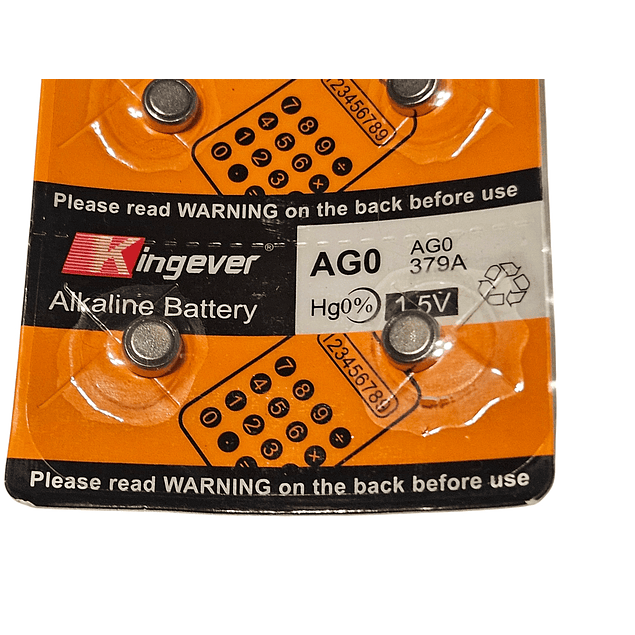 123456789
7 8 9 ÷
4 5 6 ×
1 2 3
0 .
Please read WARNING on the back before use
Kingever®
AG0
AG0
379A
Alkaline Battery
Hg0%
1.5V
123456789
7 8 9 ÷
4 5 6 ×
1 2 3
0 .
Please read WARNING on the back before use